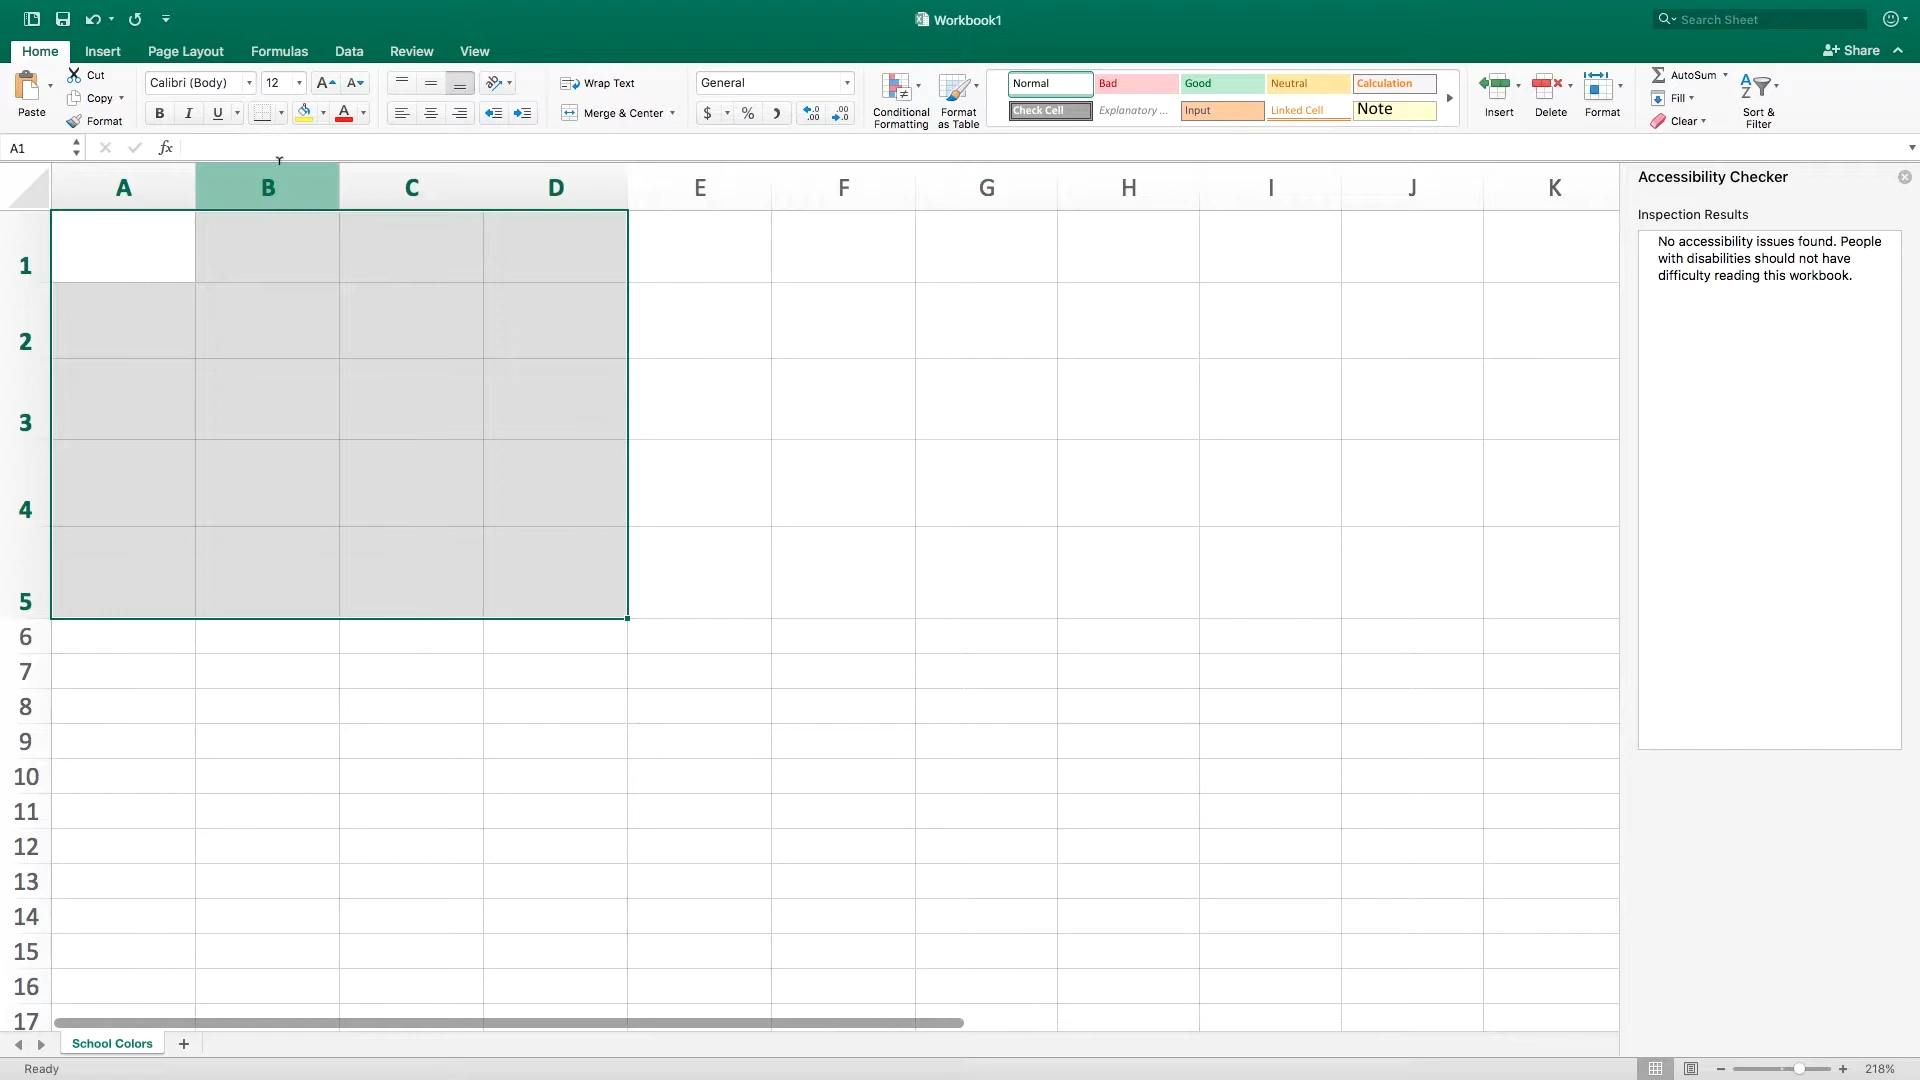 Workbook1
Search Sheet
Home Insert Page Layout Formulas Data Review View
Share
Paste
Cut
Copy
Format
Calibri (Body) 12
B I U
Wrap Text
Merge & Center
General
$ %
Conditional Formatting
Format as Table
Normal Bad Good Neutral Calculation
Check Cell Explanatory ... Input Linked Cell Note
Insert Delete Format
AutoSum
Fill
Clear
Sort & Filter
A1 fx
A B C D E F G H I J K
1
2
3
4
5
6
7
8
9
10
11
12
13
14
15
16
17
Accessibility Checker
Inspection Results
No accessibility issues found. People
with disabilities should not have
difficulty reading this workbook.
School Colors +
Ready
218%